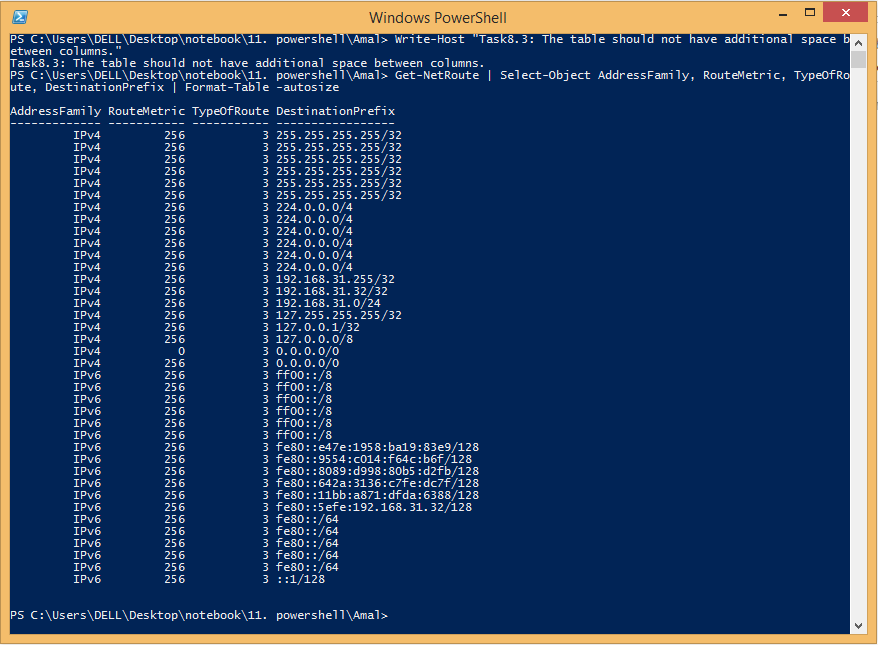 Windows PowerShell
PS C:\Users\DELL\Desktop\notebook\11. powershell\Amal> Write-Host "Task8.3: The table should not have additional space b
etween columns."
Task8.3: The table should not have additional space between columns.
PS C:\Users\DELL\Desktop\notebook\11. powershell\Amal> Get-NetRoute | Select-Object AddressFamily, RouteMetric, TypeOfRo
ute, DestinationPrefix | Format-Table -autosize
AddressFamily RouteMetric TypeOfRoute DestinationPrefix
------------- ----------- ----------- -----------------
IPv4 256 3 255.255.255.255/32
IPv4 256 3 255.255.255.255/32
IPv4 256 3 255.255.255.255/32
IPv4 256 3 255.255.255.255/32
IPv4 256 3 255.255.255.255/32
IPv4 256 3 255.255.255.255/32
IPv4 256 3 224.0.0.0/4
IPv4 256 3 224.0.0.0/4
IPv4 256 3 224.0.0.0/4
IPv4 256 3 224.0.0.0/4
IPv4 256 3 224.0.0.0/4
IPv4 256 3 224.0.0.0/4
IPv4 256 3 192.168.31.255/32
IPv4 256 3 192.168.31.32/32
IPv4 256 3 192.168.31.0/24
IPv4 256 3 127.255.255.255/32
IPv4 256 3 127.0.0.1/32
IPv4 256 3 127.0.0.0/8
IPv4 0 3 0.0.0.0/0
IPv4 256 3 0.0.0.0/0
IPv6 256 3 ff00::/8
IPv6 256 3 ff00::/8
IPv6 256 3 ff00::/8
IPv6 256 3 ff00::/8
IPv6 256 3 ff00::/8
IPv6 256 3 ff00::/8
IPv6 256 3 fe80::e47e:1958:ba19:83e9/128
IPv6 256 3 fe80::9554:c014:f64c:b6f/128
IPv6 256 3 fe80::8089:d998:80b5:d2fb/128
IPv6 256 3 fe80::642a:3136:c7fe:dc7f/128
IPv6 256 3 fe80::11bb:a871:dfda:6388/128
IPv6 256 3 fe80::5efe:192.168.31.32/128
IPv6 256 3 fe80::/64
IPv6 256 3 fe80::/64
IPv6 256 3 fe80::/64
IPv6 256 3 fe80::/64
IPv6 256 3 fe80::/64
IPv6 256 3 ::1/128
PS C:\Users\DELL\Desktop\notebook\11. powershell\Amal>